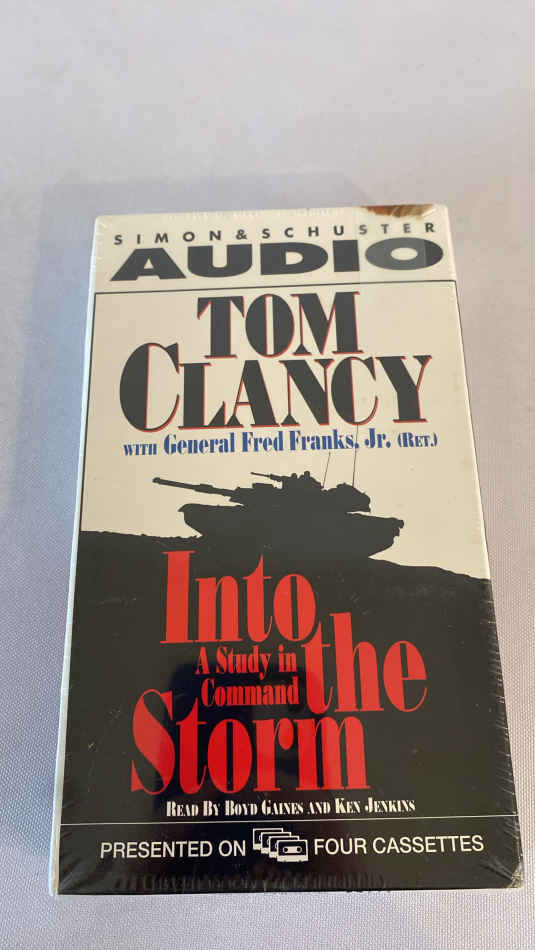 SIMON & SCHUSTER
AUDIO
TOM
CLANCY
WITH General Fred Franks, Jr. (RET.)
Into
the
A Study in
Command
Storm
READ BY BOYD GAINES AND KEN JENKINS
PRESENTED ON FOUR CASSETTES